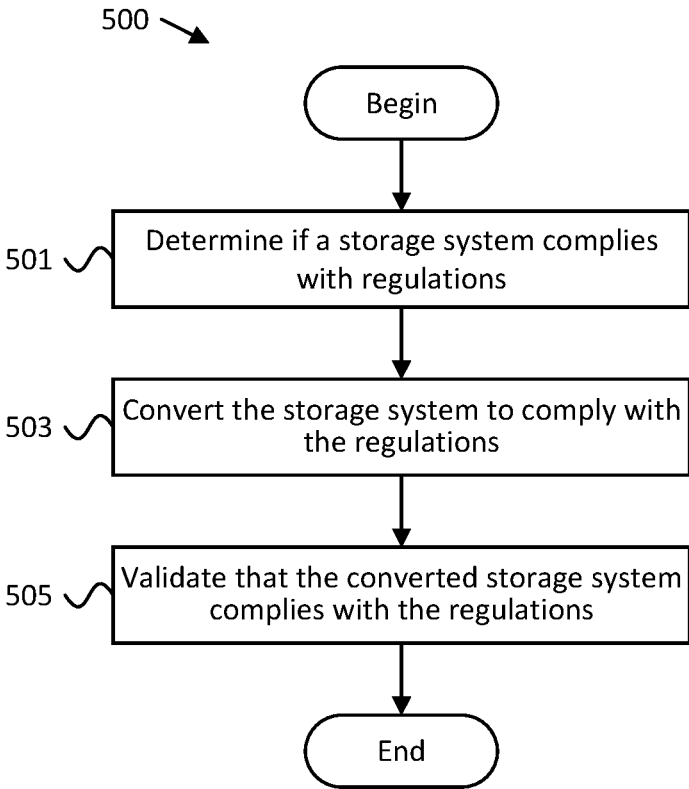 500
Begin
501
Determine if a storage system complies
with regulations
503
Convert the storage system to comply with
the regulations
505
Validate that the converted storage system
complies with the regulations
End